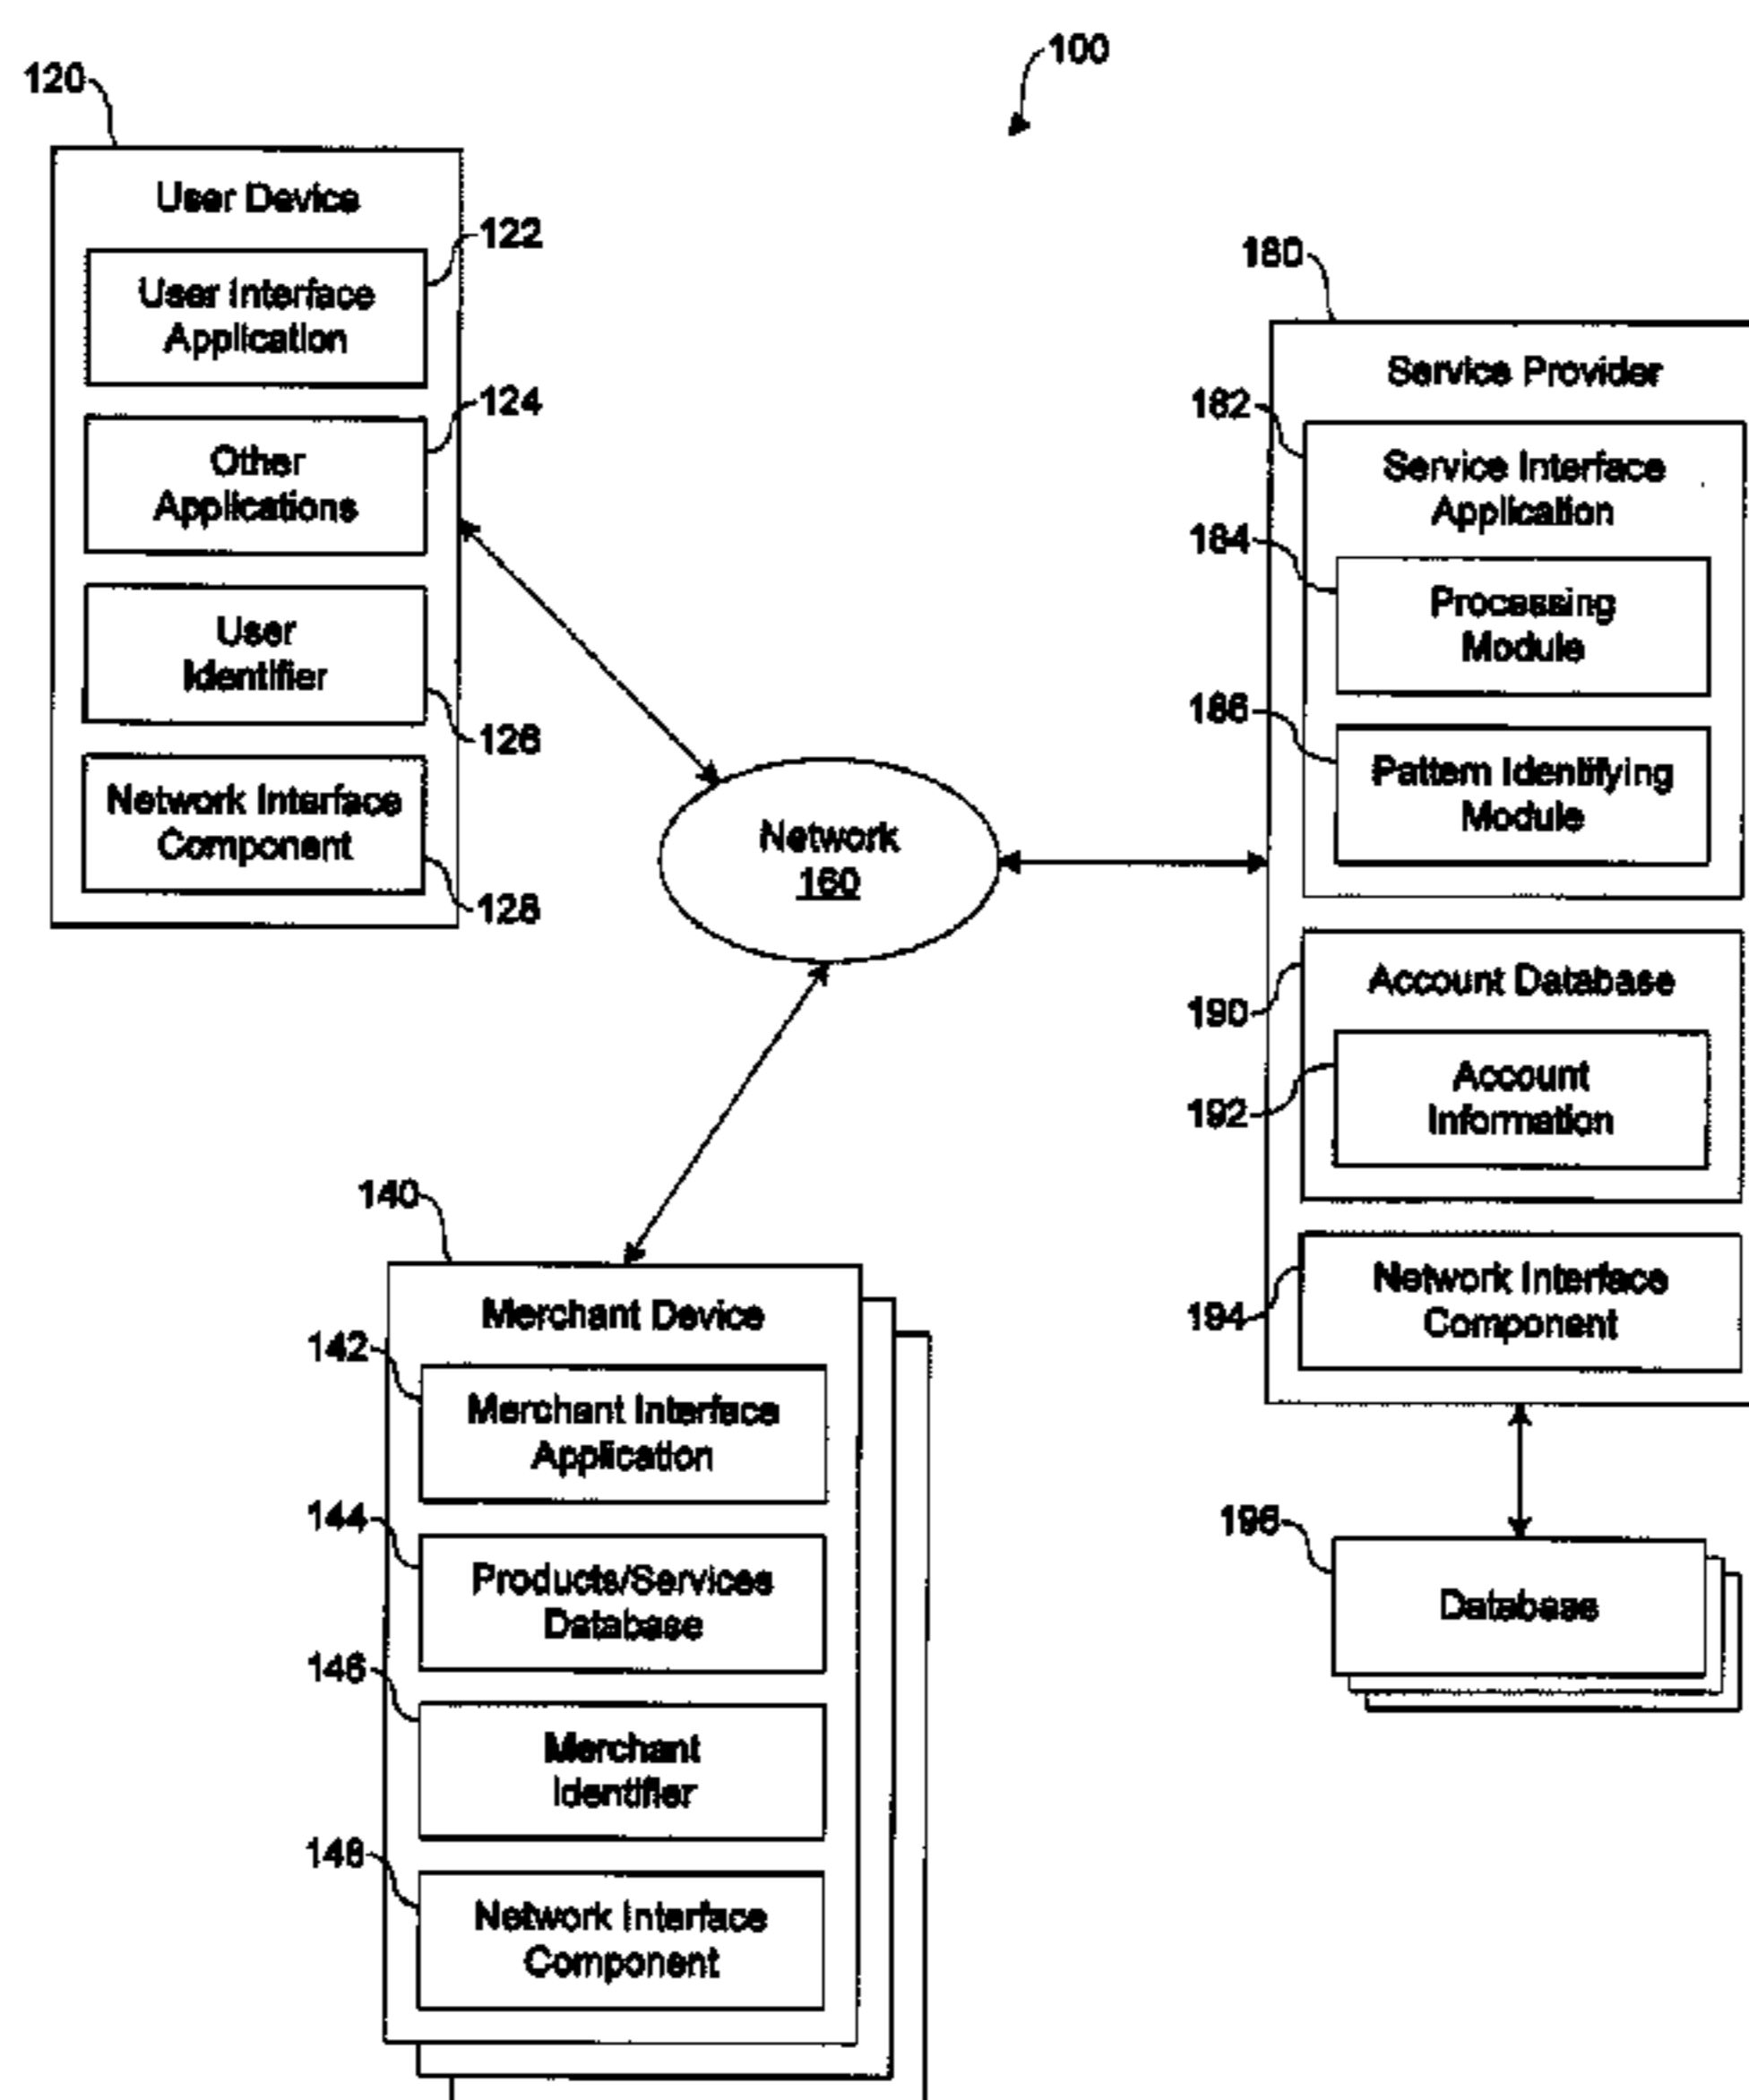 100
120
User Device
122
User Interface
Application
124
Other
Applications
User
Identifier
126
Network Interface
Component
128
Network
160
180
Service Provider
182
Service Interface
Application
184
Processing
Module
186
Pattern Identifying
Module
190
Account Database
192
Account
Information
194
Network Interface
Component
196
Database
140
Merchant Device
142
Merchant Interface
Application
144
Products/Services
Database
146
Merchant
Identifier
148
Network Interface
Component